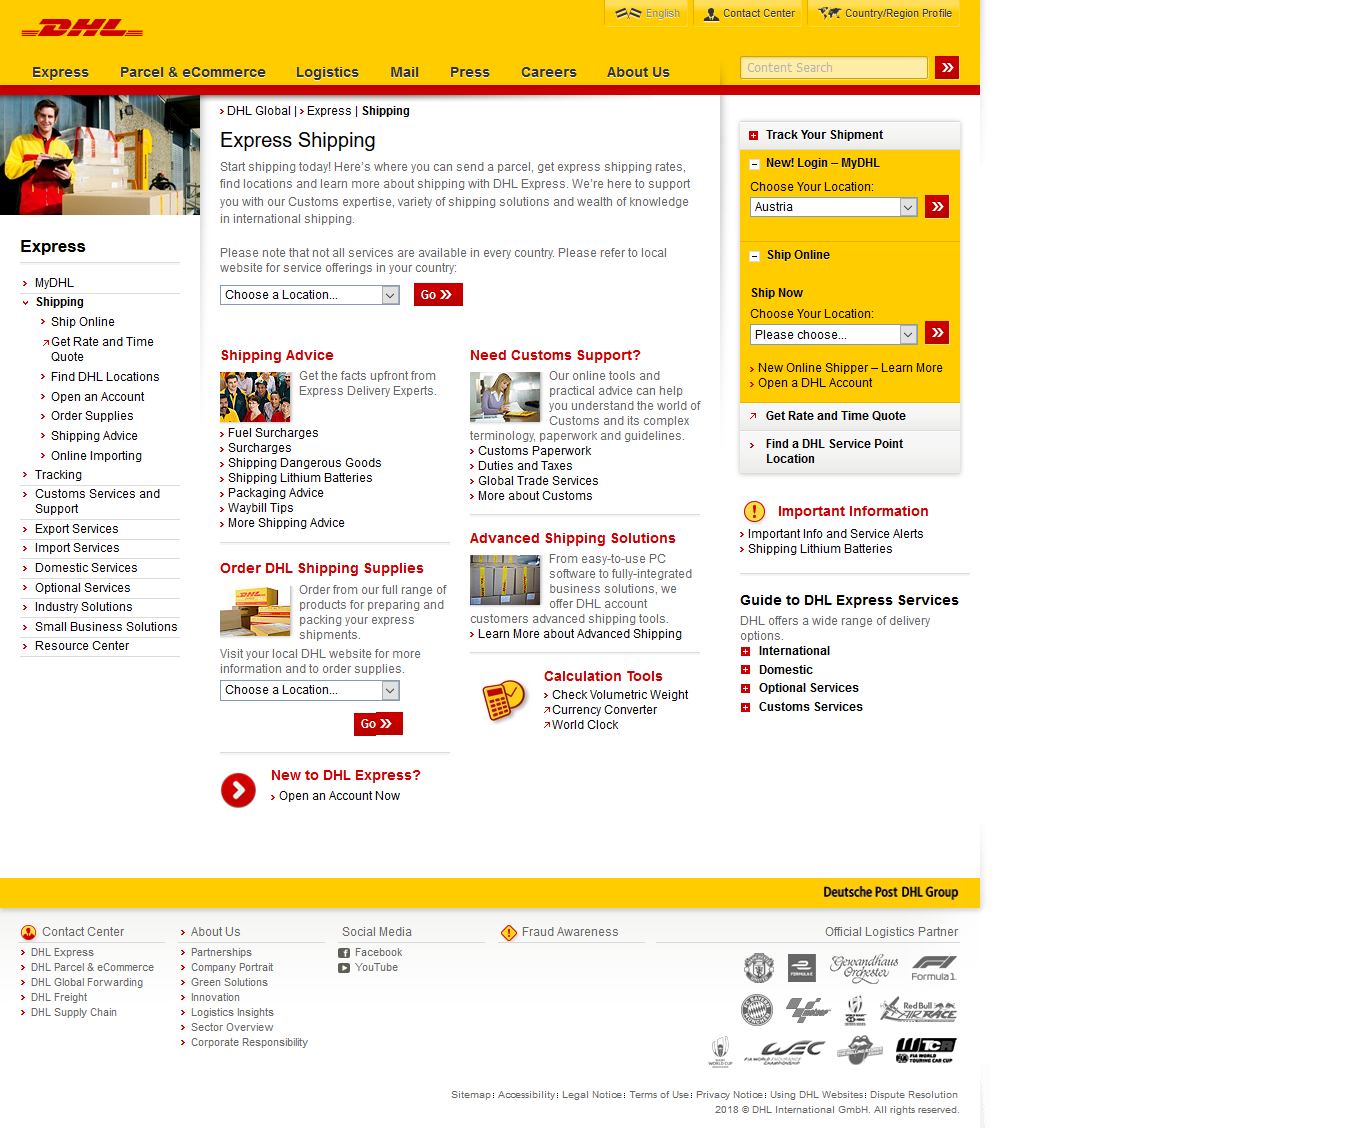 DHL
English
Contact Center
Country/Region Profile
Express
Parcel & eCommerce
Logistics
Mail
Press
Careers
About Us
Content Search
DHL Global | Express | Shipping
Express Shipping
Start shipping today! Here's where you can send a parcel, get express shipping rates,
find locations and learn more about shipping with DHL Express. We're here to support
you with our Customs expertise, variety of shipping solutions and wealth of knowledge
in international shipping.
Please note that not all services are available in every country. Please refer to local
website for service offerings in your country:
Choose a Location...
Go
Express
MyDHL
Shipping
Ship Online
Get Rate and Time
Quote
Find DHL Locations
Open an Account
Order Supplies
Shipping Advice
Online Importing
Tracking
Customs Services and
Support
Export Services
Import Services
Domestic Services
Optional Services
Industry Solutions
Small Business Solutions
Resource Center
Shipping Advice
Get the facts upfront from
Express Delivery Experts.
Fuel Surcharges
Surcharges
Shipping Dangerous Goods
Shipping Lithium Batteries
Packaging Advice
Waybill Tips
More Shipping Advice
Order DHL Shipping Supplies
Order from our full range of
products for preparing and
packing your express
shipments.
Visit your local DHL website for more
information and to order supplies.
Choose a Location...
Go
New to DHL Express?
Open an Account Now
Need Customs Support?
Our online tools and
practical advice can help
you understand the world of
Customs and its complex
terminology, paperwork and guidelines.
Customs Paperwork
Duties and Taxes
Global Trade Services
More about Customs
Advanced Shipping Solutions
From easy-to-use PC
software to fully-integrated
business solutions, we
offer DHL account
customers advanced shipping tools.
Learn More about Advanced Shipping
Calculation Tools
Check Volumetric Weight
Currency Converter
World Clock
Track Your Shipment
New! Login – MyDHL
Choose Your Location:
Austria
Ship Online
Ship Now
Choose Your Location:
Please choose...
New Online Shipper – Learn More
Open a DHL Account
Get Rate and Time Quote
Find a DHL Service Point
Location
Important Information
Important Info and Service Alerts
Shipping Lithium Batteries
Guide to DHL Express Services
DHL offers a wide range of delivery
options.
International
Domestic
Optional Services
Customs Services
Deutsche Post DHL Group
Contact Center
DHL Express
DHL Parcel & eCommerce
DHL Global Forwarding
DHL Freight
DHL Supply Chain
About Us
Partnerships
Company Portrait
Green Solutions
Innovation
Logistics Insights
Sector Overview
Corporate Responsibility
Social Media
Facebook
YouTube
Fraud Awareness
Official Logistics Partner
Gewandhaus
Orchester
Formula 1
Red Bull
AIR RACE
WEC
FIA WORLD ENDURANCE
CHAMPIONSHIP
WTCR
FIA WORLD
TOURING CAR CUP
Sitemap Accessibility Legal Notice Terms of Use Privacy Notice Using DHL Websites Dispute Resolution
2018 © DHL International GmbH. All rights reserved.